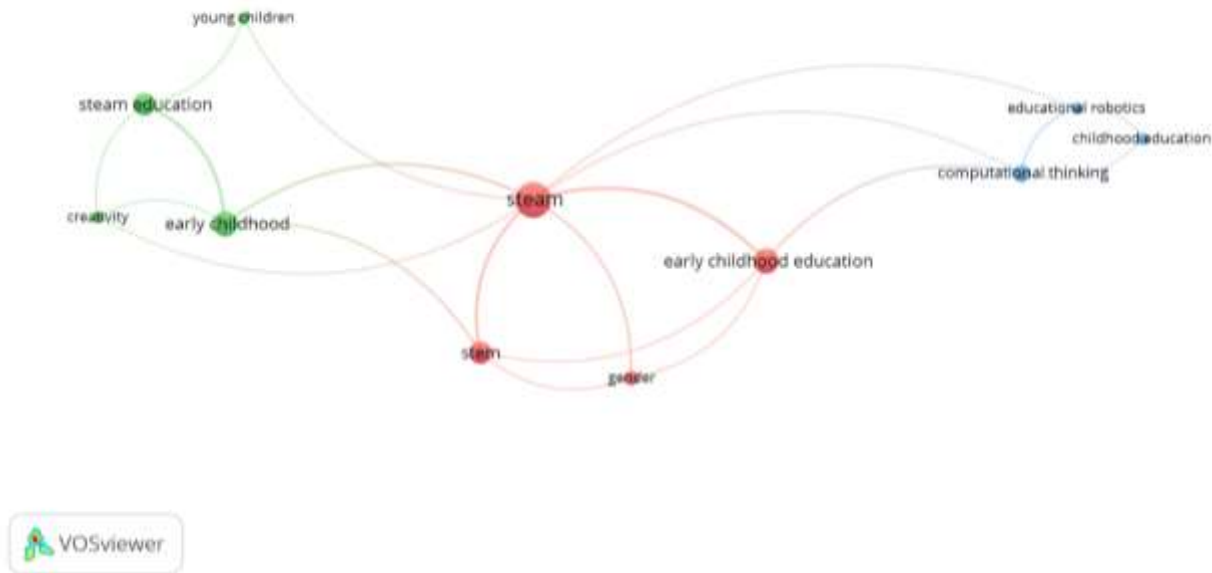 young children
steam education
educational robotics
childhood education
computational thinking
steam
creativity
early childhood
early childhood education
stem
gender
VOSviewer